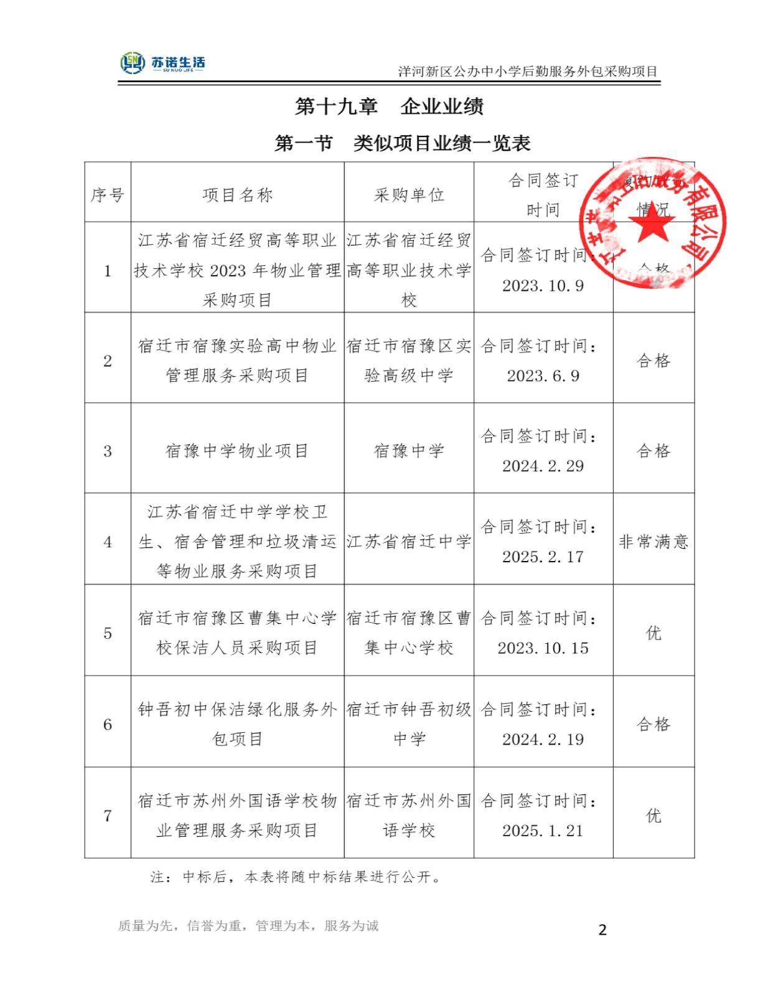 苏诺生活
SU NUO LIFE
洋河新区公办中小学后勤服务外包采购项目
第十九章 企业业绩
第一节 类似项目业绩一览表
序号
项目名称
采购单位
合同签订
时间
情况
有限公司
1
江苏省宿迁经贸高等职业
技术学校 2023 年物业管理
采购项目
江苏省宿迁经贸
高等职业技术学
校
合同签订时间:
2023.10.9
合格
2
宿迁市宿豫实验高中物业
管理服务采购项目
宿迁市宿豫区实
验高级中学
合同签订时间:
2023.6.9
合格
3
宿豫中学物业项目
宿豫中学
合同签订时间:
2024.2.29
合格
4
江苏省宿迁中学学校卫
生、宿舍管理和垃圾清运
等物业服务采购项目
江苏省宿迁中学
合同签订时间:
2025.2.17
非常满意
5
宿迁市宿豫区曹集中心学
校保洁人员采购项目
宿迁市宿豫区曹
集中心学校
合同签订时间:
2023.10.15
优
6
钟吾初中保洁绿化服务外
包项目
宿迁市钟吾初级
中学
合同签订时间:
2024.2.19
合格
7
宿迁市苏州外国语学校物
业管理服务采购项目
宿迁市苏州外国
语学校
合同签订时间:
2025.1.21
优
注: 中标后, 本表将随中标结果进行公开。
质量为先, 信誉为重, 管理为本, 服务为诚
2